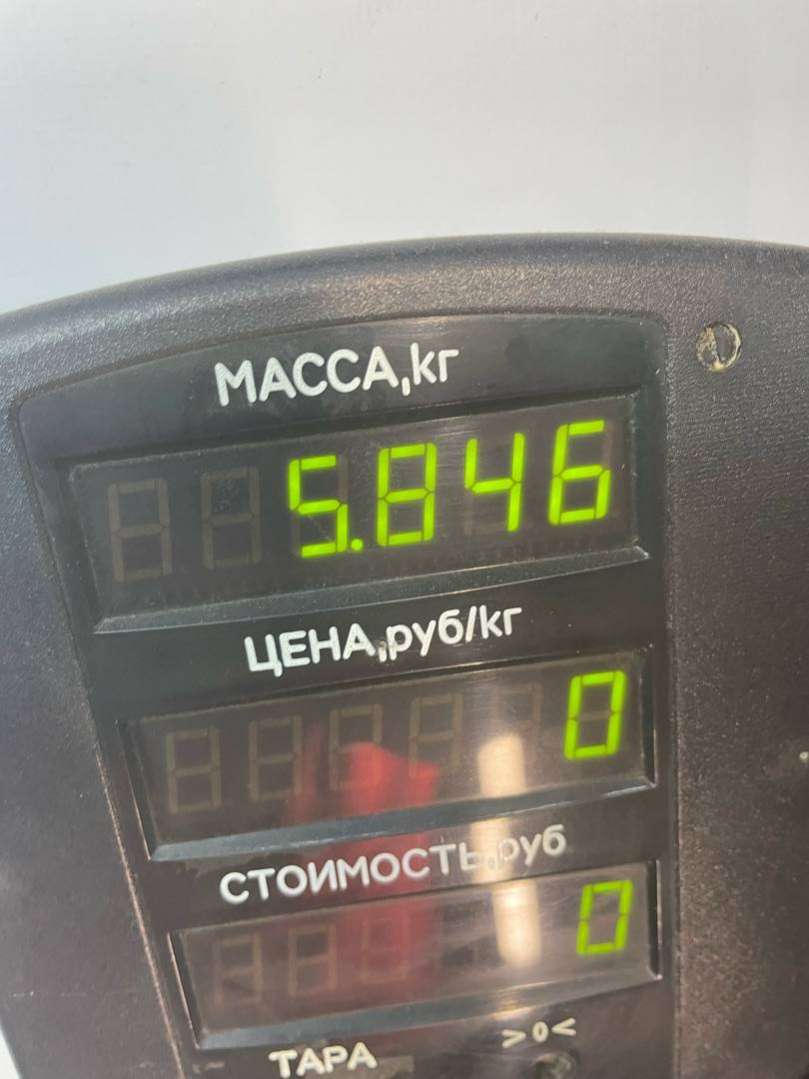 МАССА,кг
5.846
ЦЕНА,руб/кг
0
СТОИМОСТЬ,руб
0
ТАРА >0<